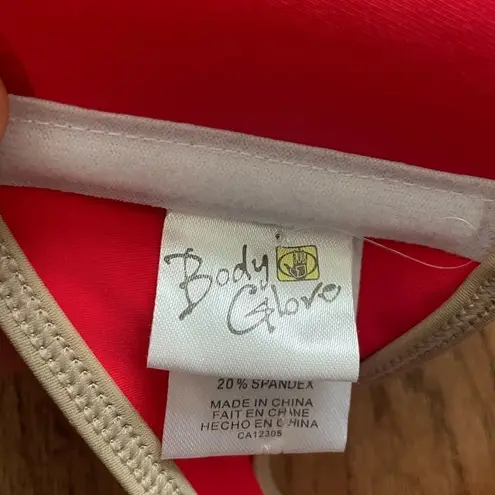 Body
Glove
20% SPANDEX
MADE IN CHINA
FAIT EN CHINE
HECHO EN CHINA
CA12305